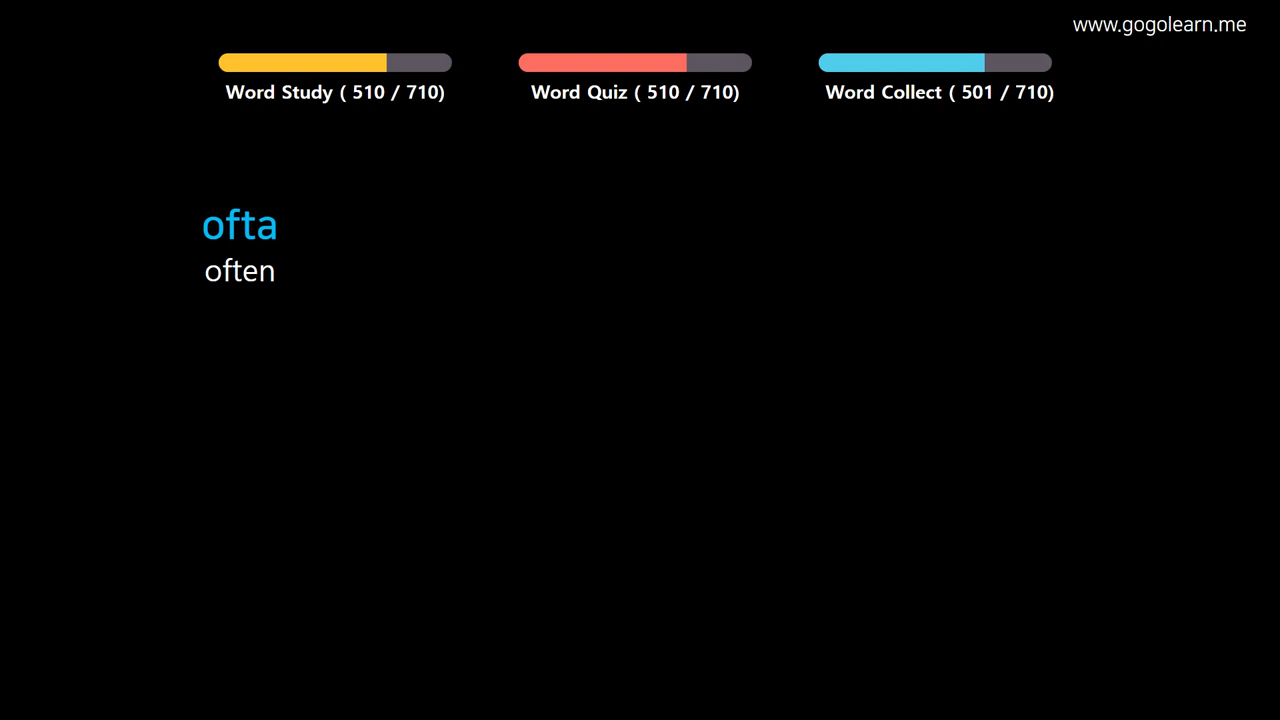 www.gogolearn.me
Word Study ( 510 / 710)
Word Quiz ( 510 / 710)
Word Collect ( 501 / 710)
ofta
often